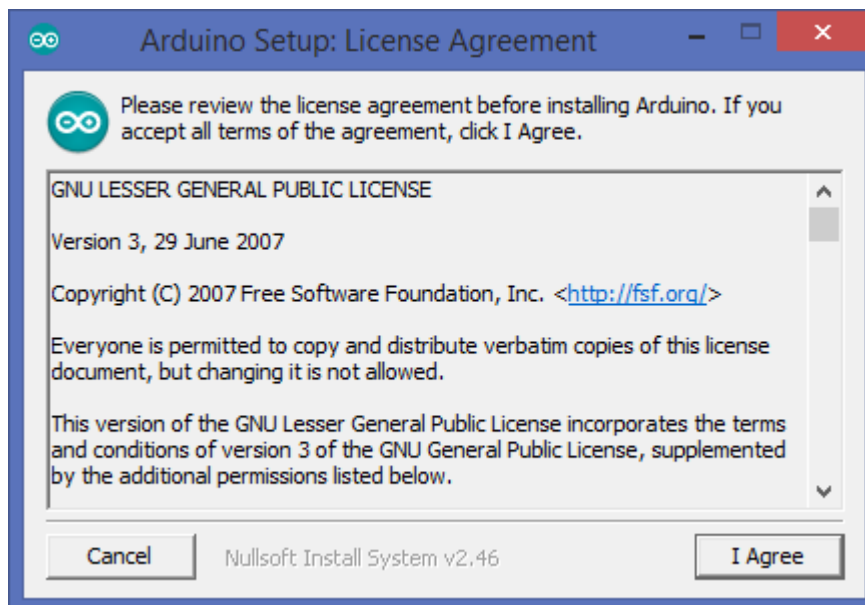 Arduino Setup: License Agreement
Please review the license agreement before installing Arduino. If you
accept all terms of the agreement, click I Agree.
GNU LESSER GENERAL PUBLIC LICENSE
Version 3, 29 June 2007
Copyright (C) 2007 Free Software Foundation, Inc. <http://fsf.org/>
Everyone is permitted to copy and distribute verbatim copies of this license
document, but changing it is not allowed.
This version of the GNU Lesser General Public License incorporates the terms
and conditions of version 3 of the GNU General Public License, supplemented
by the additional permissions listed below.
Cancel
Nullsoft Install System v2.46
I Agree